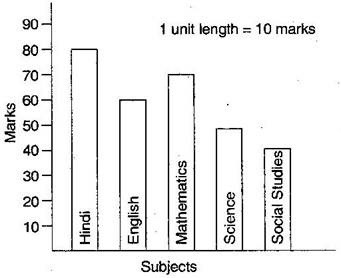 1 unit length = 10 marks
Marks
90
80
70
60
50
40
30
20
10
Hindi
English
Mathematics
Science
Social Studies
Subjects